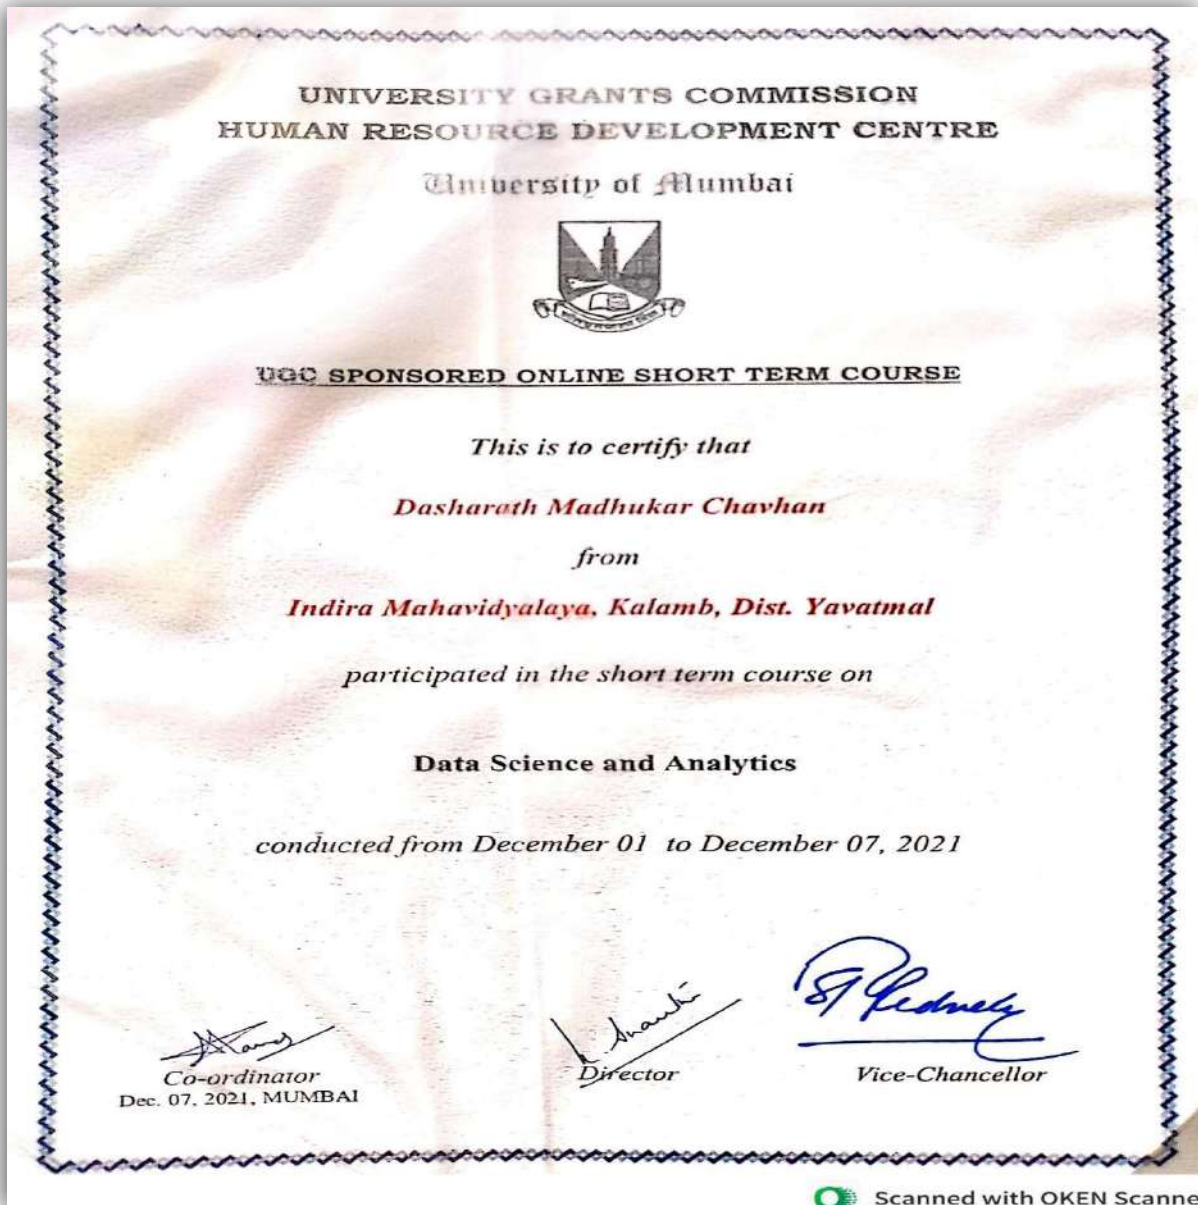 UNIVERSITY GRANTS COMMISSION
HUMAN RESOURCE DEVELOPMENT CENTRE
University of Mumbai
UGC SPONSORED ONLINE SHORT TERM COURSE
This is to certify that
Dasharath Madhukar Chavhan
from
Indira Mahavidyalaya, Kalamb, Dist. Yavatmal
participated in the short term course on
Data Science and Analytics
conducted from December 01 to December 07, 2021
Co-ordinator
Dec. 07, 2021, MUMBAI
Director
Vice-Chancellor
Scanned with OKEN Scanne